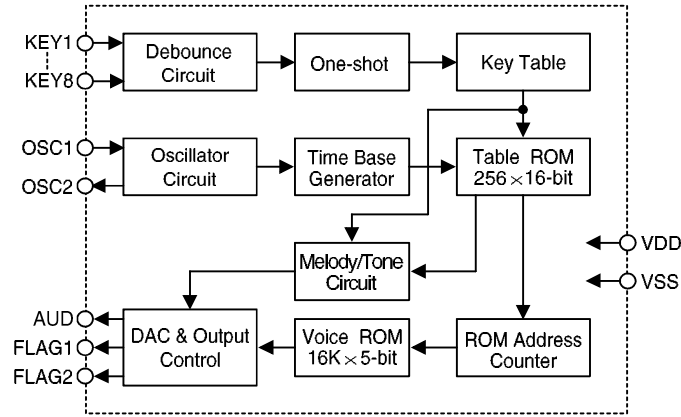 KEY1
KEY8
Debounce
Circuit
One-shot
Key Table
OSC1
OSC2
Oscillator
Circuit
Time Base
Generator
Table ROM
256×16-bit
Melody/Tone
Circuit
VDD
VSS
AUD
FLAG1
FLAG2
DAC & Output
Control
Voice ROM
16K×5-bit
ROM Address
Counter